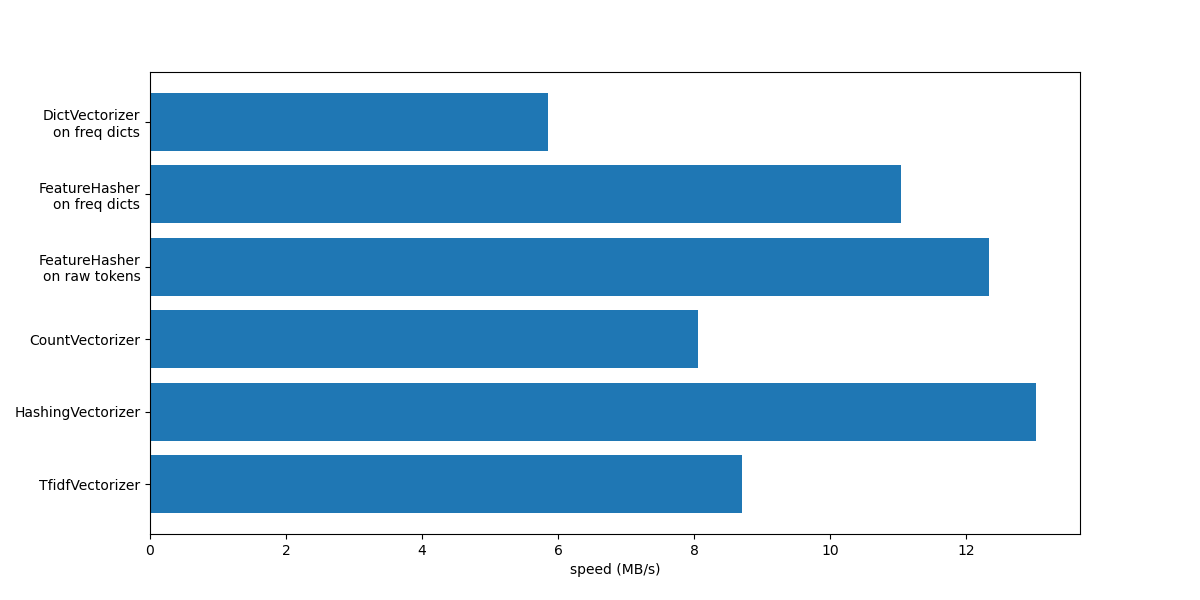 DictVectorizer
on freq dicts
FeatureHasher
on freq dicts
FeatureHasher
on raw tokens
CountVectorizer
HashingVectorizer
TfidfVectorizer
0 2 4 6 8 10 12
speed (MB/s)